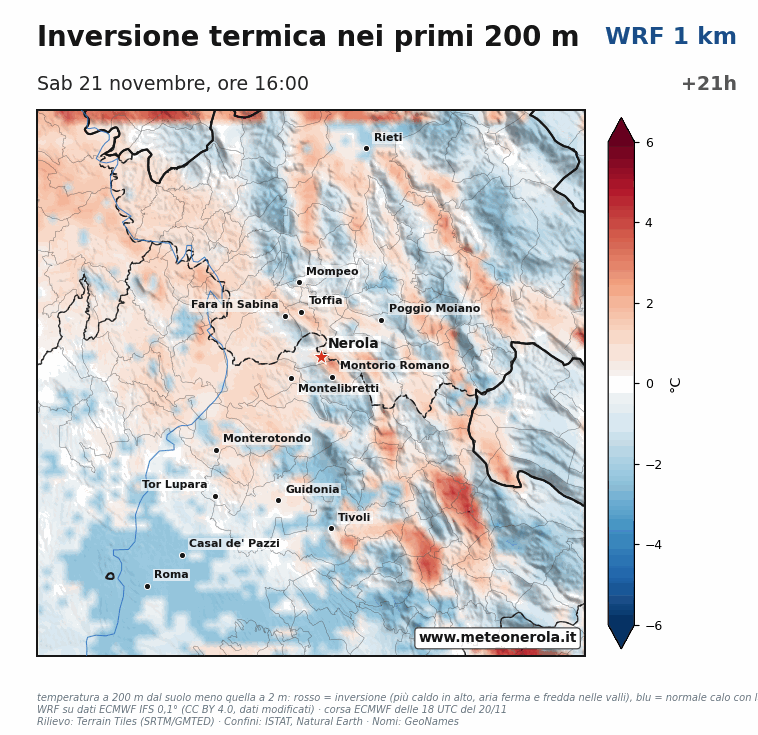 Inversione termica nei primi 200 m
WRF 1 km
Sab 21 novembre, ore 16:00
+21h
Rieti
Mompeo
Fara in Sabina
Toffia
Poggio Moiano
Nerola
Montorio Romano
Montelibretti
Monterotondo
Tor Lupara
Guidonia
Tivoli
Casal de' Pazzi
Roma
www.meteonerola.it
6
4
2
0
−2
−4
−6
°C
temperatura a 200 m dal suolo meno quella a 2 m: rosso = inversione (più caldo in alto, aria ferma e fredda nelle valli), blu = normale calo con l
WRF su dati ECMWF IFS 0,1° (CC BY 4.0, dati modificati) · corsa ECMWF delle 18 UTC del 20/11
Rilievo: Terrain Tiles (SRTM/GMTED) · Confini: ISTAT, Natural Earth · Nomi: GeoNames